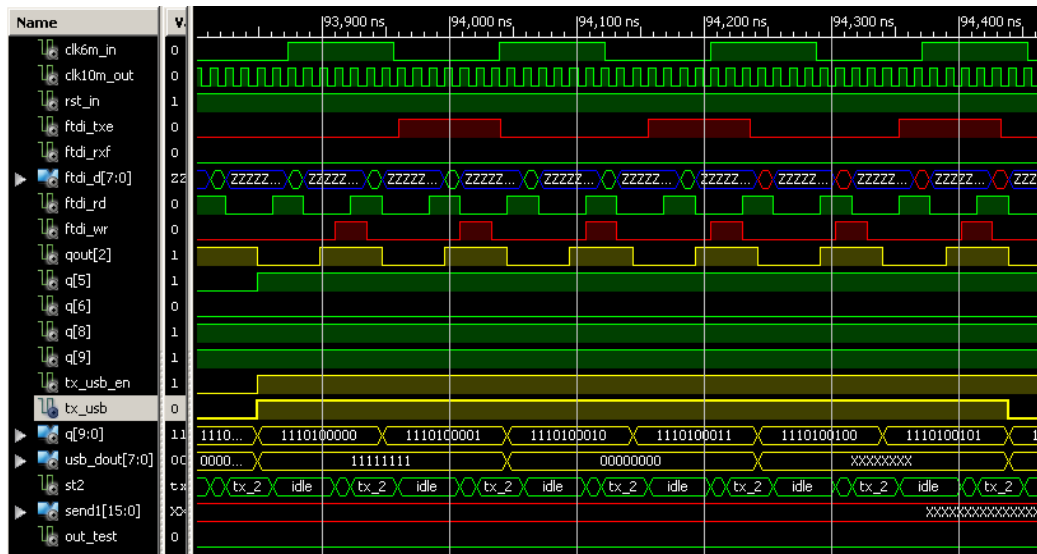 Name V. 93,900 ns 94,000 ns 94,100 ns 94,200 ns 94,300 ns 94,400 ns
clk6m_in 0
clk10m_out 0
rst_in 1
ftdi_txe 0
ftdi_rxf 0
ftdi_d[7:0] ZZ ZZZZZ... ZZZZZ... ZZZZZ... ZZZZZ... ZZZZZ... ZZZZZ... ZZZZZ... ZZZZZ... ZZZZZ... ZZZZZ... ZZZ
ftdi_rd 0
ftdi_wr 0
qout[2] 1
q[5] 1
q[6] 0
q[8] 1
q[9] 1
tx_usb_en 1
tx_usb 0
q[9:0] 11 1110... 1110100000 1110100001 1110100010 1110100011 1110100100 1110100101 1
usb_dout[7:0] 00 0000... 11111111 00000000 XXXXXXXX
st2 tx tx_2 idle tx_2 idle tx_2 idle tx_2 idle tx_2 idle tx_2 idle tx_2
send1[15:0] XX XXXXXXXXXXXXX
out_test 0